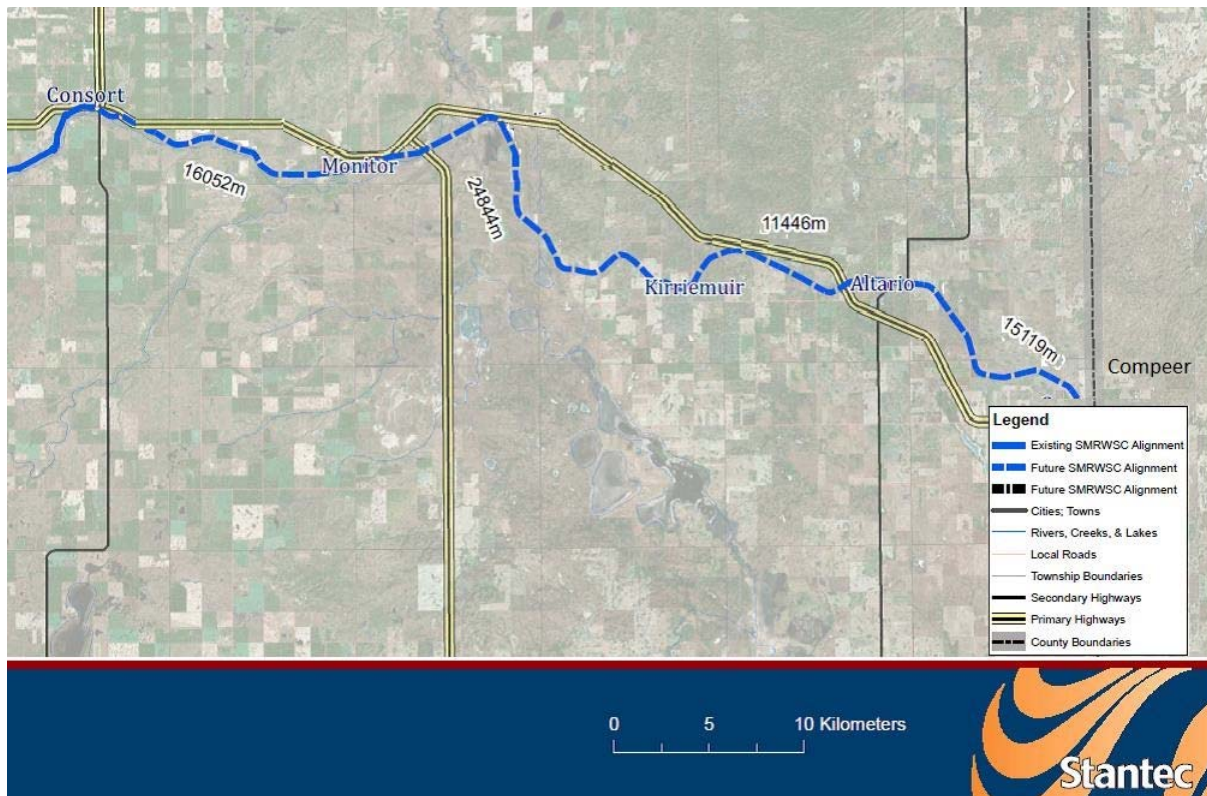 Consort
16052m
Monitor
24844m
11446m
Kirriemuir
Altario
15119m
Compeer
Legend
Existing SMRWSC Alignment
Future SMRWSC Alignment
Future SMRWSC Alignment
Cities; Towns
Rivers, Creeks, & Lakes
Local Roads
Township Boundaries
Secondary Highways
Primary Highways
County Boundaries
0 5 10 Kilometers
Stantec